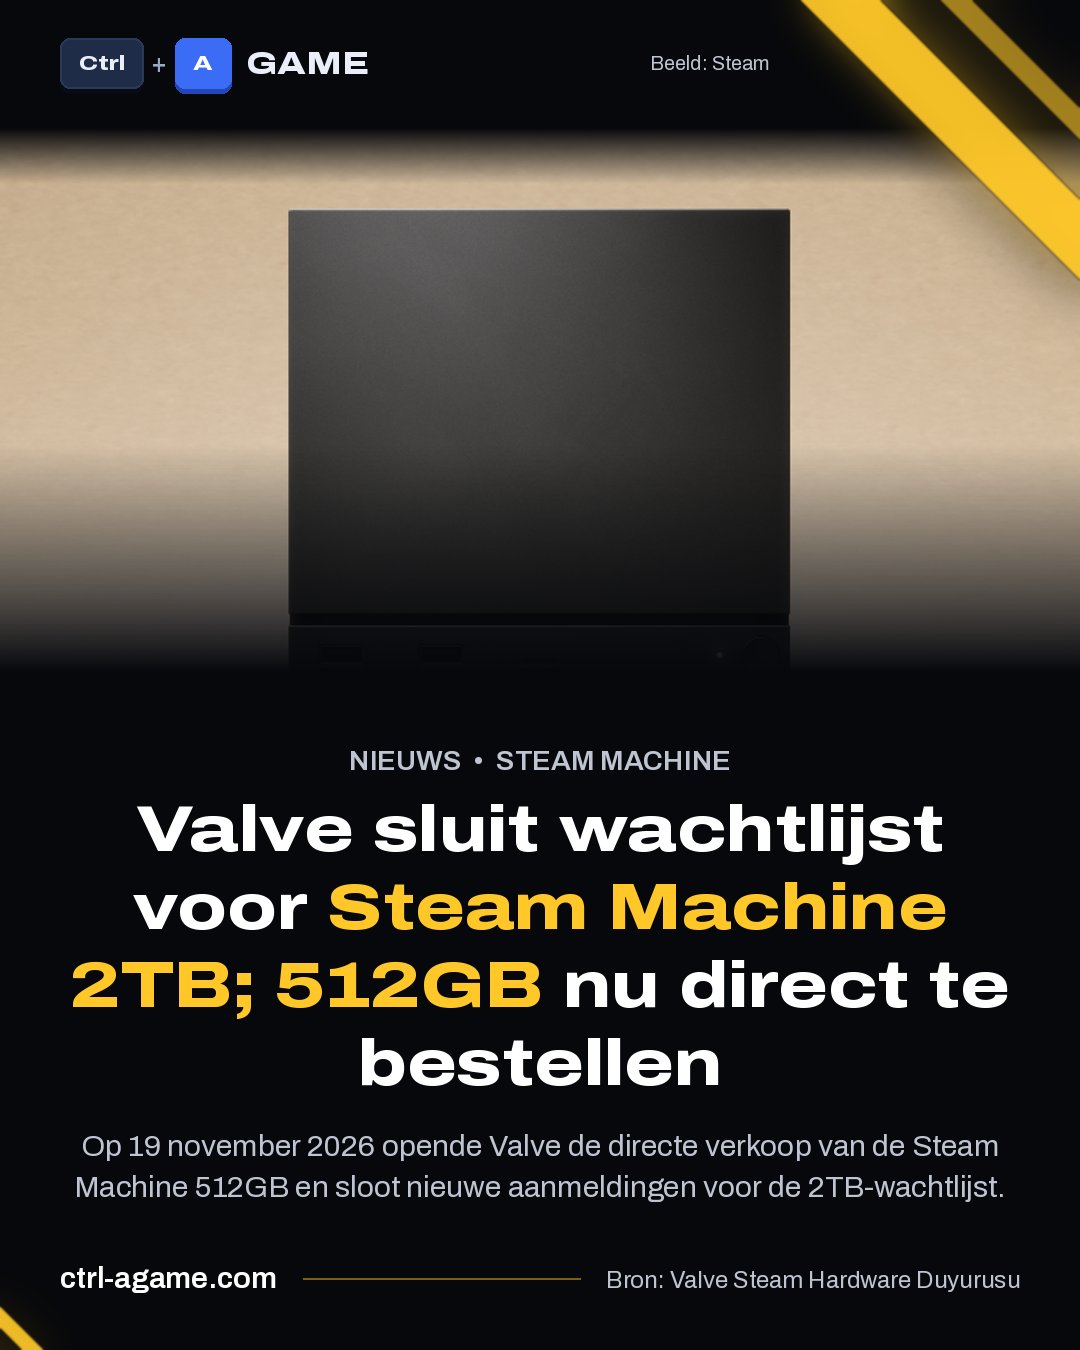 Ctrl + A GAME
Beeld: Steam
NIEUWS • STEAM MACHINE
Valve sluit wachtlijst
voor Steam Machine
2TB; 512GB nu direct te
bestellen
Op 19 november 2026 opende Valve de directe verkoop van de Steam
Machine 512GB en sloot nieuwe aanmeldingen voor de 2TB-wachtlijst.
ctrl-agame.com
Bron: Valve Steam Hardware Duyurusu